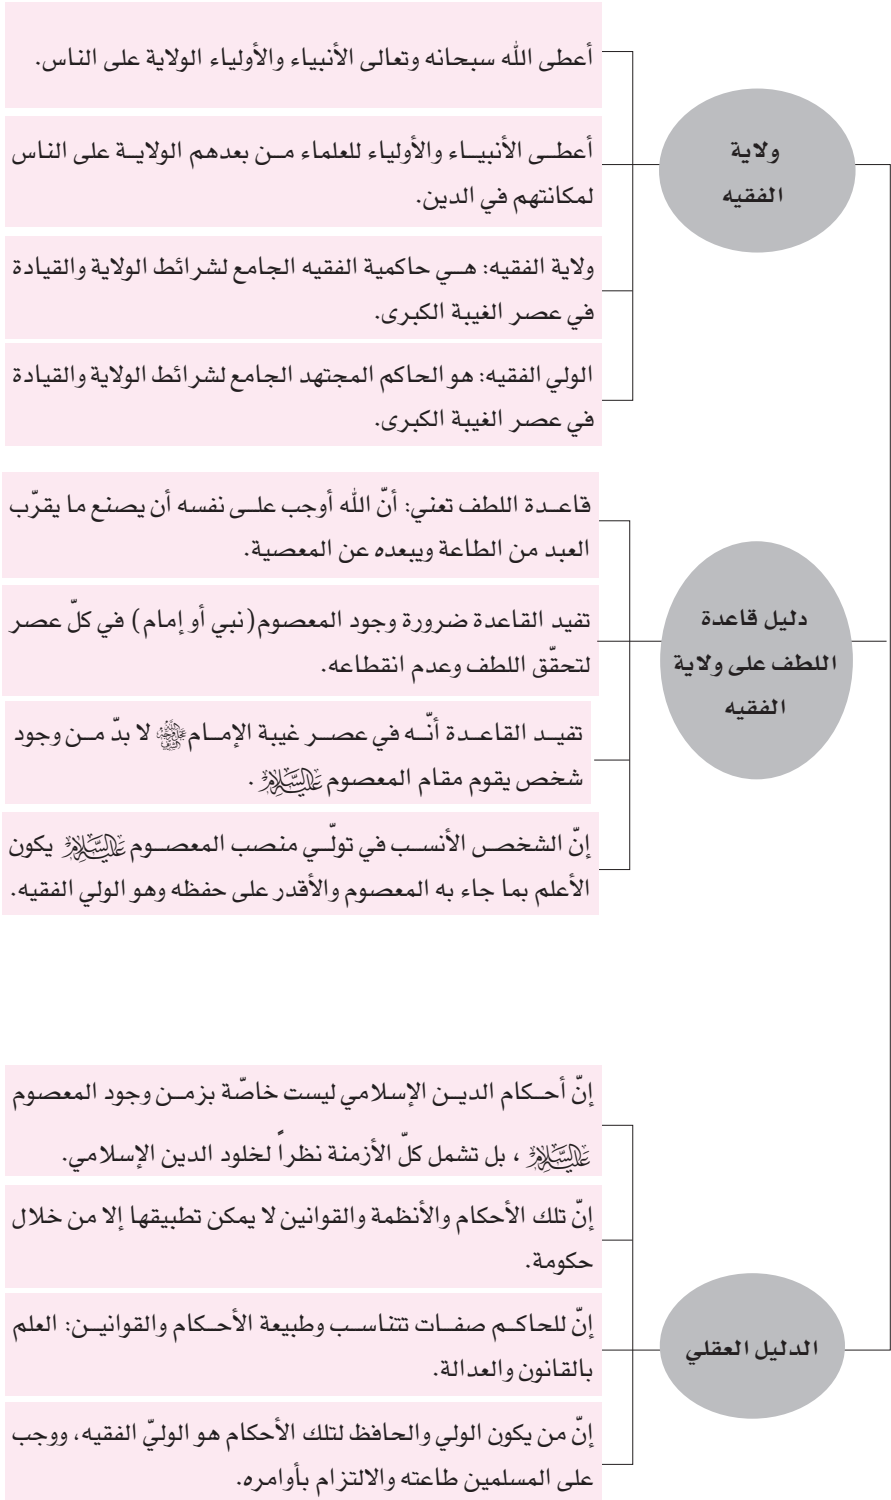 أعطى الله سبحانه وتعالى الأنبياء والأولياء الولاية على الناس.
ولاية
الفقيه
أعطى الأنبياء والأولياء للعلماء من بعدهم الولاية على الناس
لمكانتهم في الدين.
ولاية الفقيه: هي حاكمية الفقيه الجامع لشرائط الولاية والقيادة
في عصر الغيبة الكبرى.
الولي الفقيه: هو الحاكم المجتهد الجامع لشرائط الولاية والقيادة
في عصر الغيبة الكبرى.
دليل قاعدة
اللطف على ولاية
الفقيه
قاعدة اللطف تعني: أنّ الله أوجب على نفسه أن يصنع ما يقرّب
العبد من الطاعة ويبعده عن المعصية.
تفيد القاعدة ضرورة وجود المعصوم (نبي أو إمام) في كلّ عصر
لتحقّق اللطف وعدم انقطاعه.
تفيد القاعدة أنّه في عصر غيبة الإمام لا بدّ من وجود
شخص يقوم مقام المعصوم عليه السلام.
إنّ الشخص الأنسب في تولّي منصب المعصوم عليه السلام يكون
الأعلم بما جاء به المعصوم والأقدر على حفظه وهو الولي الفقيه.
الدليل العقلي
إنّ أحكام الدين الإسلامي ليست خاصّة بزمن وجود المعصوم
عليه السلام، بل تشمل كلّ الأزمنة نظراً لخلود الدين الإسلامي.
إنّ تلك الأحكام والأنظمة والقوانين لا يمكن تطبيقها إلا من خلال
حكومة.
إنّ للحاكم صفات تتناسب وطبيعة الأحكام والقوانين: العلم
بالقانون والعدالة.
إنّ من يكون الولي والحافظ لتلك الأحكام هو الوليّ الفقيه، ووجب
على المسلمين طاعته والالتزام بأوامره.